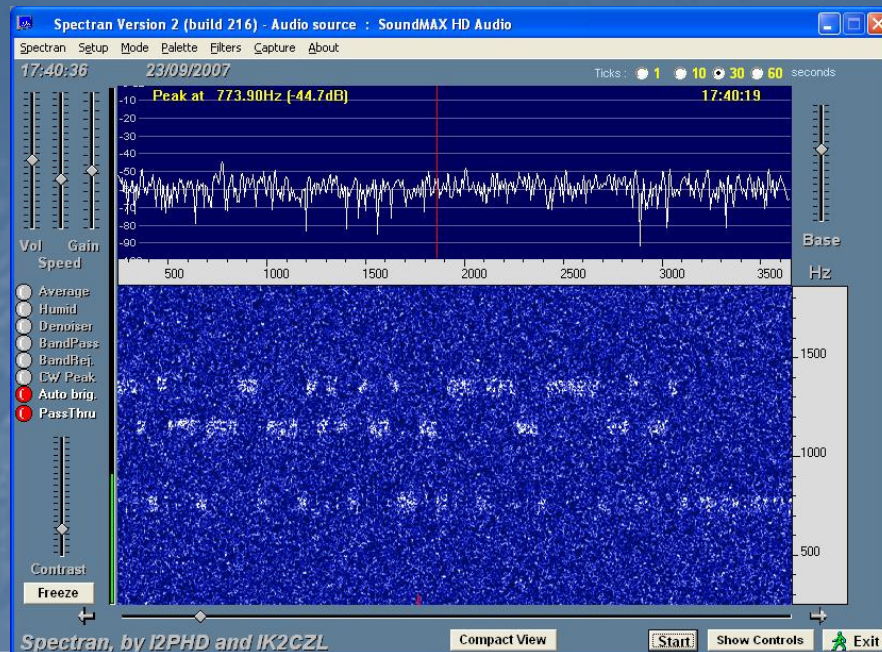 Spectran Version 2 (build 216) - Audio source : SoundMAX HD Audio
Spectran Setup Mode Palette Filters Capture About
17:40:36 23/09/2007 Ticks : 1 10 30 60 seconds
Peak at 773.90Hz (-44.7dB) 17:40:19
-10
-20
-30
-40
-50
-60
-70
-80
-90
Vol Gain
Speed
Base
500 1000 1500 2000 2500 3000 3500 Hz
Average
Humid
Denoiser
BandPass
BandRej.
CW Peak
Auto brig.
PassThru
1500
1000
500
Contrast
Freeze
Spectran, by I2PHD and IK2CZL Compact View Start Show Controls Exit